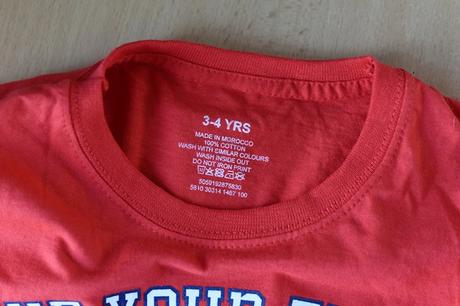 3-4 YRS
MADE IN MOROCCO
100% COTTON
WASH WITH SIMILAR COLOURS
WASH INSIDE OUT
DO NOT IRON PRINT
5059192875830
5810 30314 1467 100
YOUR